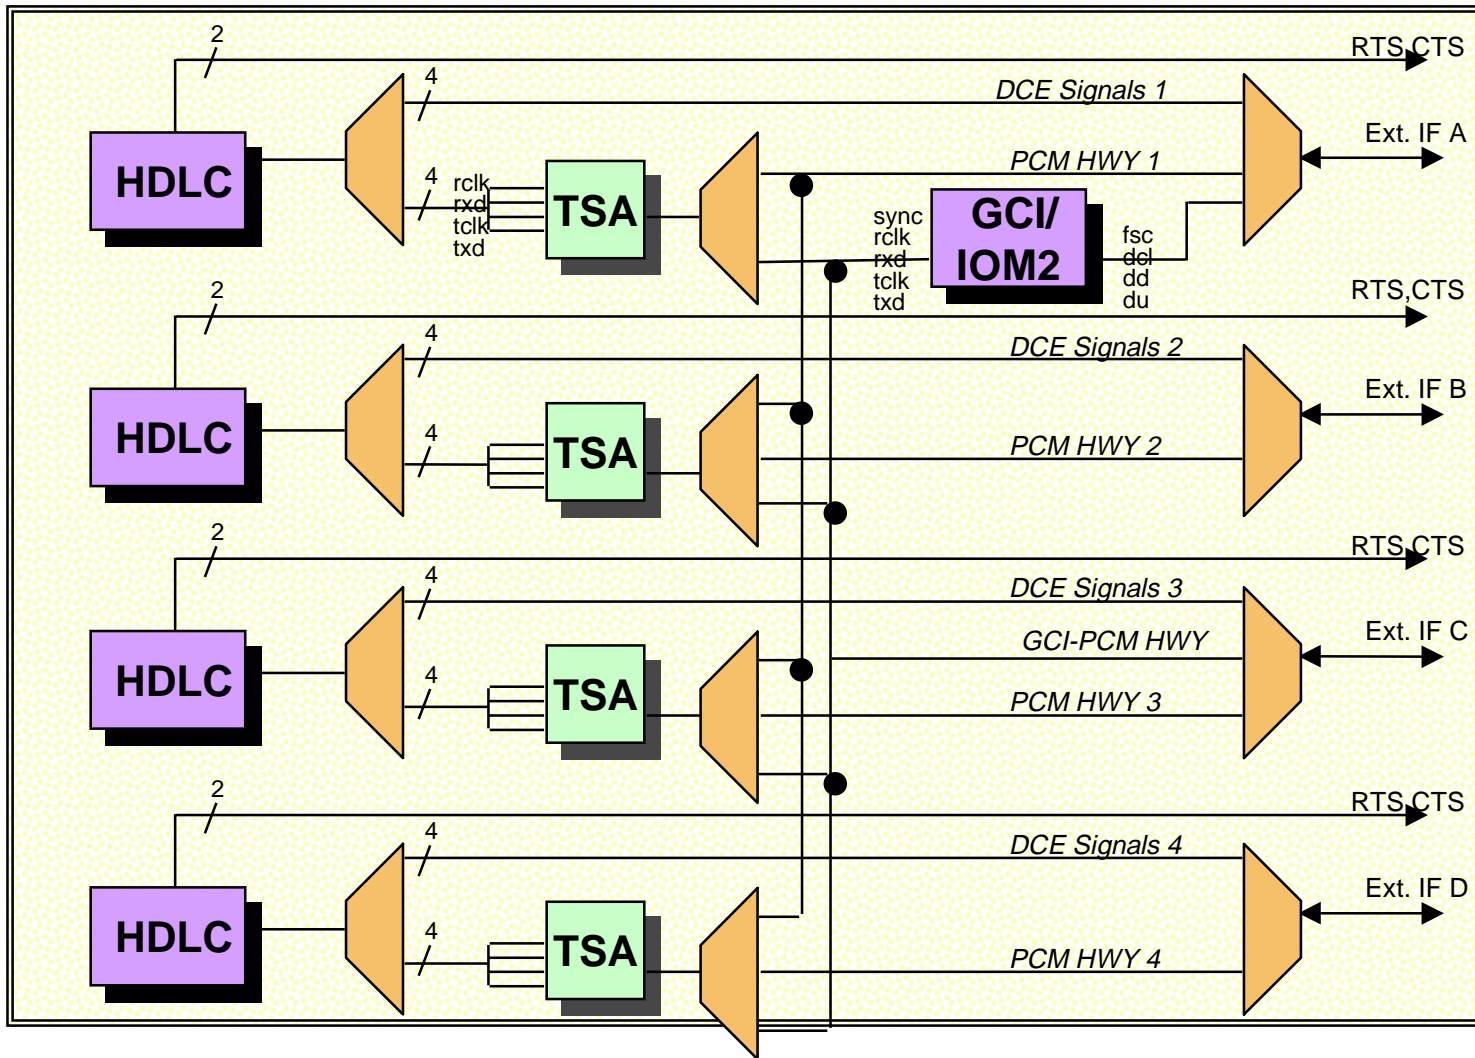 2
RTS,CTS
4
DCE Signals 1
Ext. IF A
HDLC
4
rclk
rxd
tclk
txd
TSA
PCM HWY 1
sync
rclk
rxd
tclk
txd
GCI/
IOM2
fsc
dcl
dd
du
2
RTS,CTS
4
DCE Signals 2
Ext. IF B
HDLC
4
TSA
PCM HWY 2
2
RTS,CTS
4
DCE Signals 3
Ext. IF C
GCI-PCM HWY
HDLC
4
TSA
PCM HWY 3
2
RTS,CTS
4
DCE Signals 4
Ext. IF D
HDLC
4
TSA
PCM HWY 4